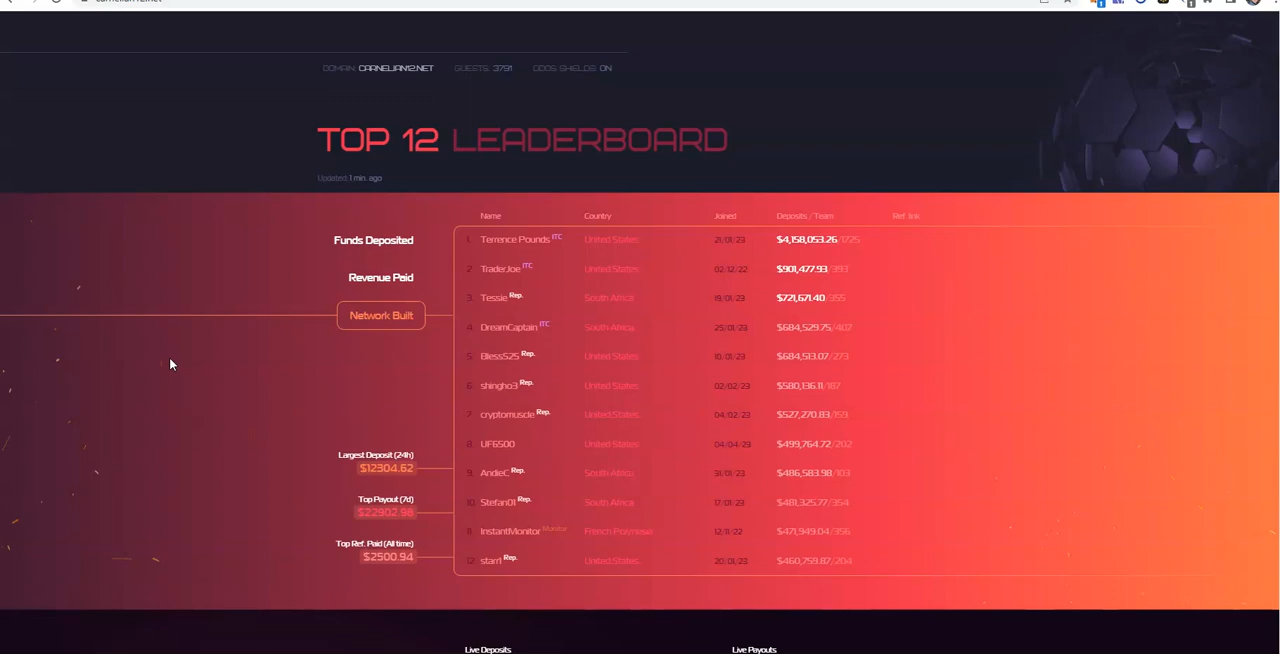 DOMAIN: CARNELIAN12.NET GUESTS: 3791 DDOS SHIELDS: ON
TOP 12 LEADERBOARD
Updated: 1 min. ago
Name Country Joined Deposits / Team Ref. link
Funds Deposited
Revenue Paid
Network Built
1. Terrence Pounds ITC United States 21/01/23 $4,158,053.26/1725
2. TraderJoe ITC United States 02/12/22 $901,477.93/393
3. Tessie Rep. South Africa 19/01/23 $721,671.40/355
4. DreamCaptain ITC South Africa 25/01/23 $684,529.75/407
5. Bless525 Rep. United States 10/01/23 $684,513.07/273
6. shingho3 Rep. United States 02/02/23 $580,136.11/187
7. cryptomuscle Rep. United States 04/02/23 $527,270.83/159
8. UF6500 United States 04/04/23 $499,764.72/202
9. AndieC Rep. South Africa 31/01/23 $486,583.98/103
10. Stefan01 Rep. South Africa 17/01/23 $481,325.77/354
11. InstantMonitor Monitor French Polynesia 12/11/22 $471,949.04/356
12. starr1 Rep. United States 20/01/23 $460,759.87/204
Largest Deposit (24h)
$12304.62
Top Payout (7d)
$22902.98
Top Ref. Paid (All time)
$2500.94
Live Deposits Live Payouts